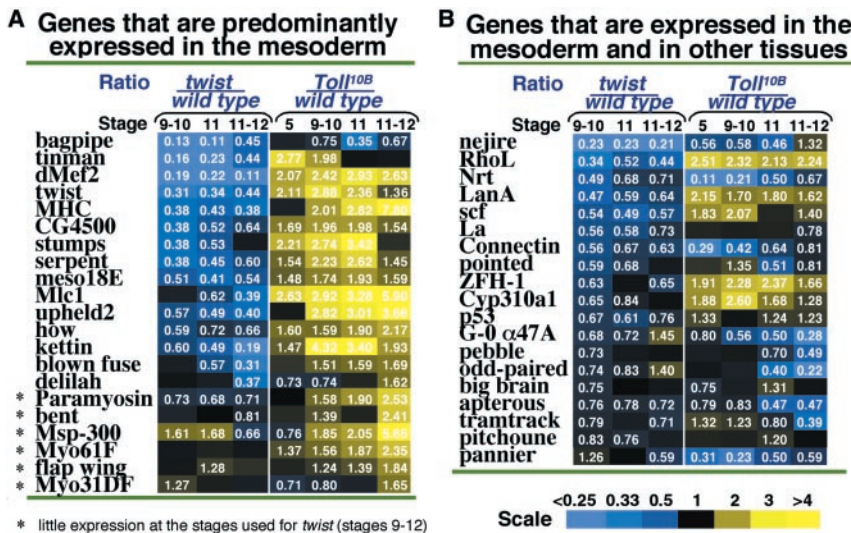 A Genes that are predominantly
expressed in the mesoderm
Ratio twist Toll10B
wild type wild type
Stage 9-10 11 11-12 5 9-10 11 11-12
bagpipe 0.13 0.11 0.45 0.75 0.35 0.67
tinman 0.16 0.23 0.44 2.77 1.98
dMef2 0.19 0.22 0.11 2.07 2.42 2.93 2.63
twist 0.31 0.34 0.44 2.11 2.88 2.36 1.36
MHC 0.38 0.43 0.38 2.01 2.82 7.80
CG4500 0.38 0.52 0.64 1.69 1.96 1.98 1.54
stumps 0.38 0.53 2.21 2.74 3.42
serpent 0.38 0.45 0.60 1.54 2.23 2.62 1.45
meso18E 0.51 0.41 0.54 1.48 1.74 1.93 1.59
Mlc1 0.62 0.39 2.63 2.92 3.28 5.90
upheld2 0.57 0.49 0.40 2.82 3.01 3.66
how 0.59 0.72 0.66 1.60 1.59 1.90 2.17
kettin 0.60 0.49 0.19 1.47 4.32 3.40 1.93
blown fuse 0.57 0.31 1.51 1.59 1.69
delilah 0.37 0.73 0.74 1.62
* Paramyosin 0.73 0.68 0.71 1.58 1.90 2.53
* bent 0.81 1.39 2.41
* Msp-300 1.61 1.68 0.66 0.76 1.85 2.05 5.66
* Myo61F 1.37 1.56 1.87 2.35
* flap wing 1.28 1.24 1.39 1.84
* Myo31DF 1.27 0.71 0.80 1.65
* little expression at the stages used for twist (stages 9-12)
B Genes that are expressed in the
mesoderm and in other tissues
Ratio twist Toll10B
wild type wild type
Stage 9-10 11 11-12 5 9-10 11 11-12
nejire 0.23 0.23 0.21 0.56 0.58 0.46 1.32
RhoL 0.34 0.52 0.44 2.51 2.32 2.13 2.24
Nrt 0.49 0.68 0.71 0.11 0.21 0.50 0.67
LanA 0.47 0.59 0.64 2.15 1.70 1.80 1.62
scf 0.54 0.49 0.57 1.83 2.07 1.40
La 0.56 0.58 0.73 0.78
Connectin 0.56 0.67 0.63 0.29 0.42 0.64 0.81
pointed 0.59 0.68 1.35 0.51 0.81
ZFH-1 0.63 0.65 1.91 2.28 2.37 1.66
Cyp310a1 0.65 0.84 1.88 2.60 1.68 1.28
p53 0.67 0.61 0.76 1.33 1.24 1.23
G-0 α47A 0.68 0.72 1.45 0.80 0.56 0.50 0.28
pebble 0.73 0.70 0.49
odd-paired 0.74 0.83 1.40 0.40 0.22
big brain 0.75 0.75 1.31
apterous 0.76 0.78 0.72 0.79 0.83 0.47 0.47
tramtrack 0.79 0.71 1.32 1.23 0.80 0.39
pitchoune 0.83 0.76 1.20
pannier 1.26 0.59 0.31 0.23 0.50 0.59
<0.25 0.33 0.5 1 2 3 >4
Scale